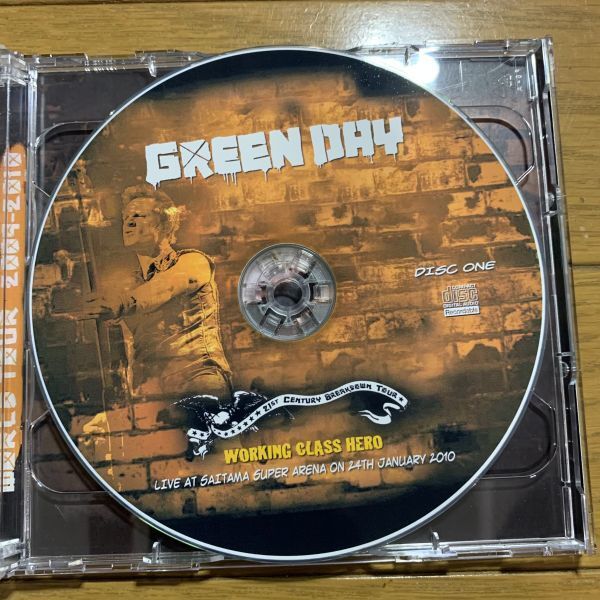 GREEN DAY
DISC ONE
COMPACT
disc
DIGITAL AUDIO
Recordable
21ST CENTURY BREAKDOWN TOUR
WORKING CLASS HERO
LIVE AT SAITAMA SUPER ARENA ON 24TH JANUARY 2010
WORLD TOUR 2009-2010